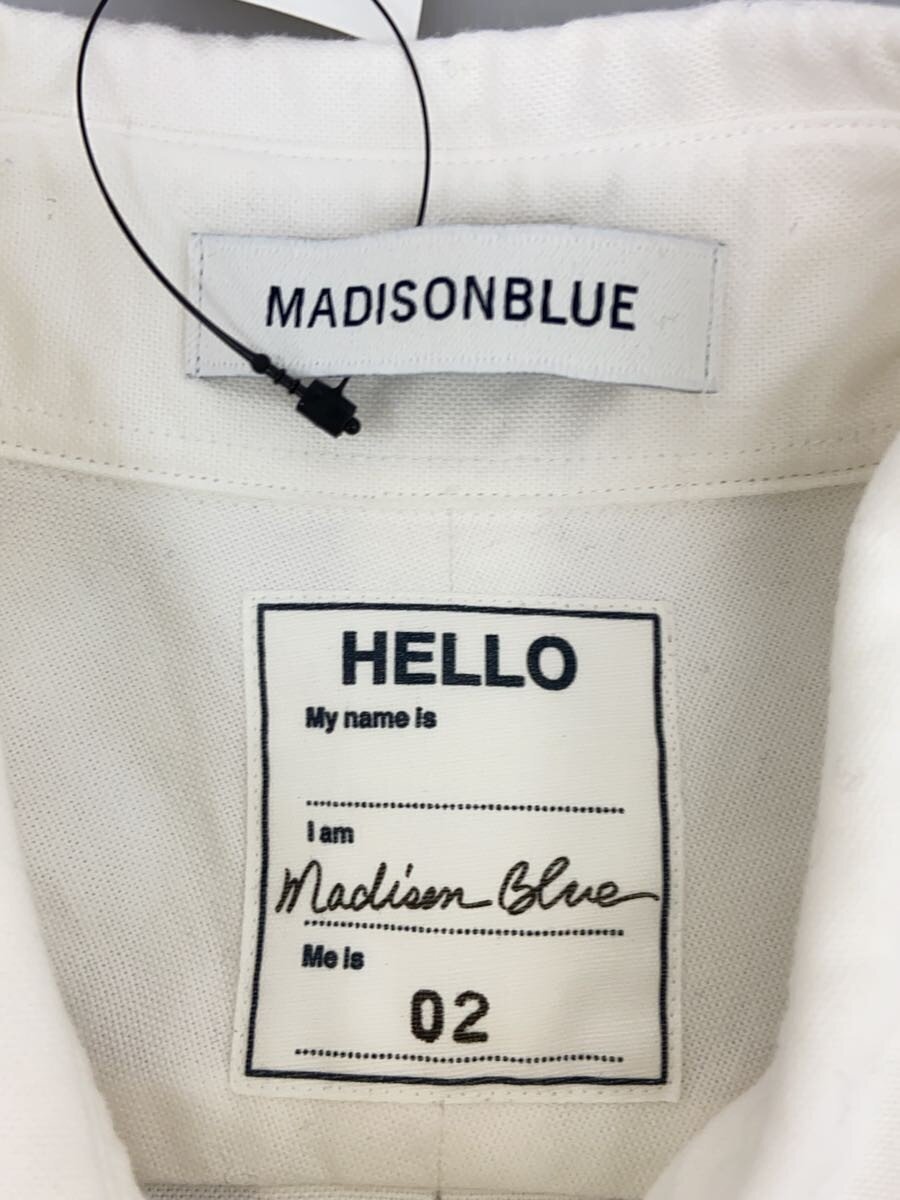 MADISONBLUE
HELLO
My name is
I am
Madison Blue
Me is
02